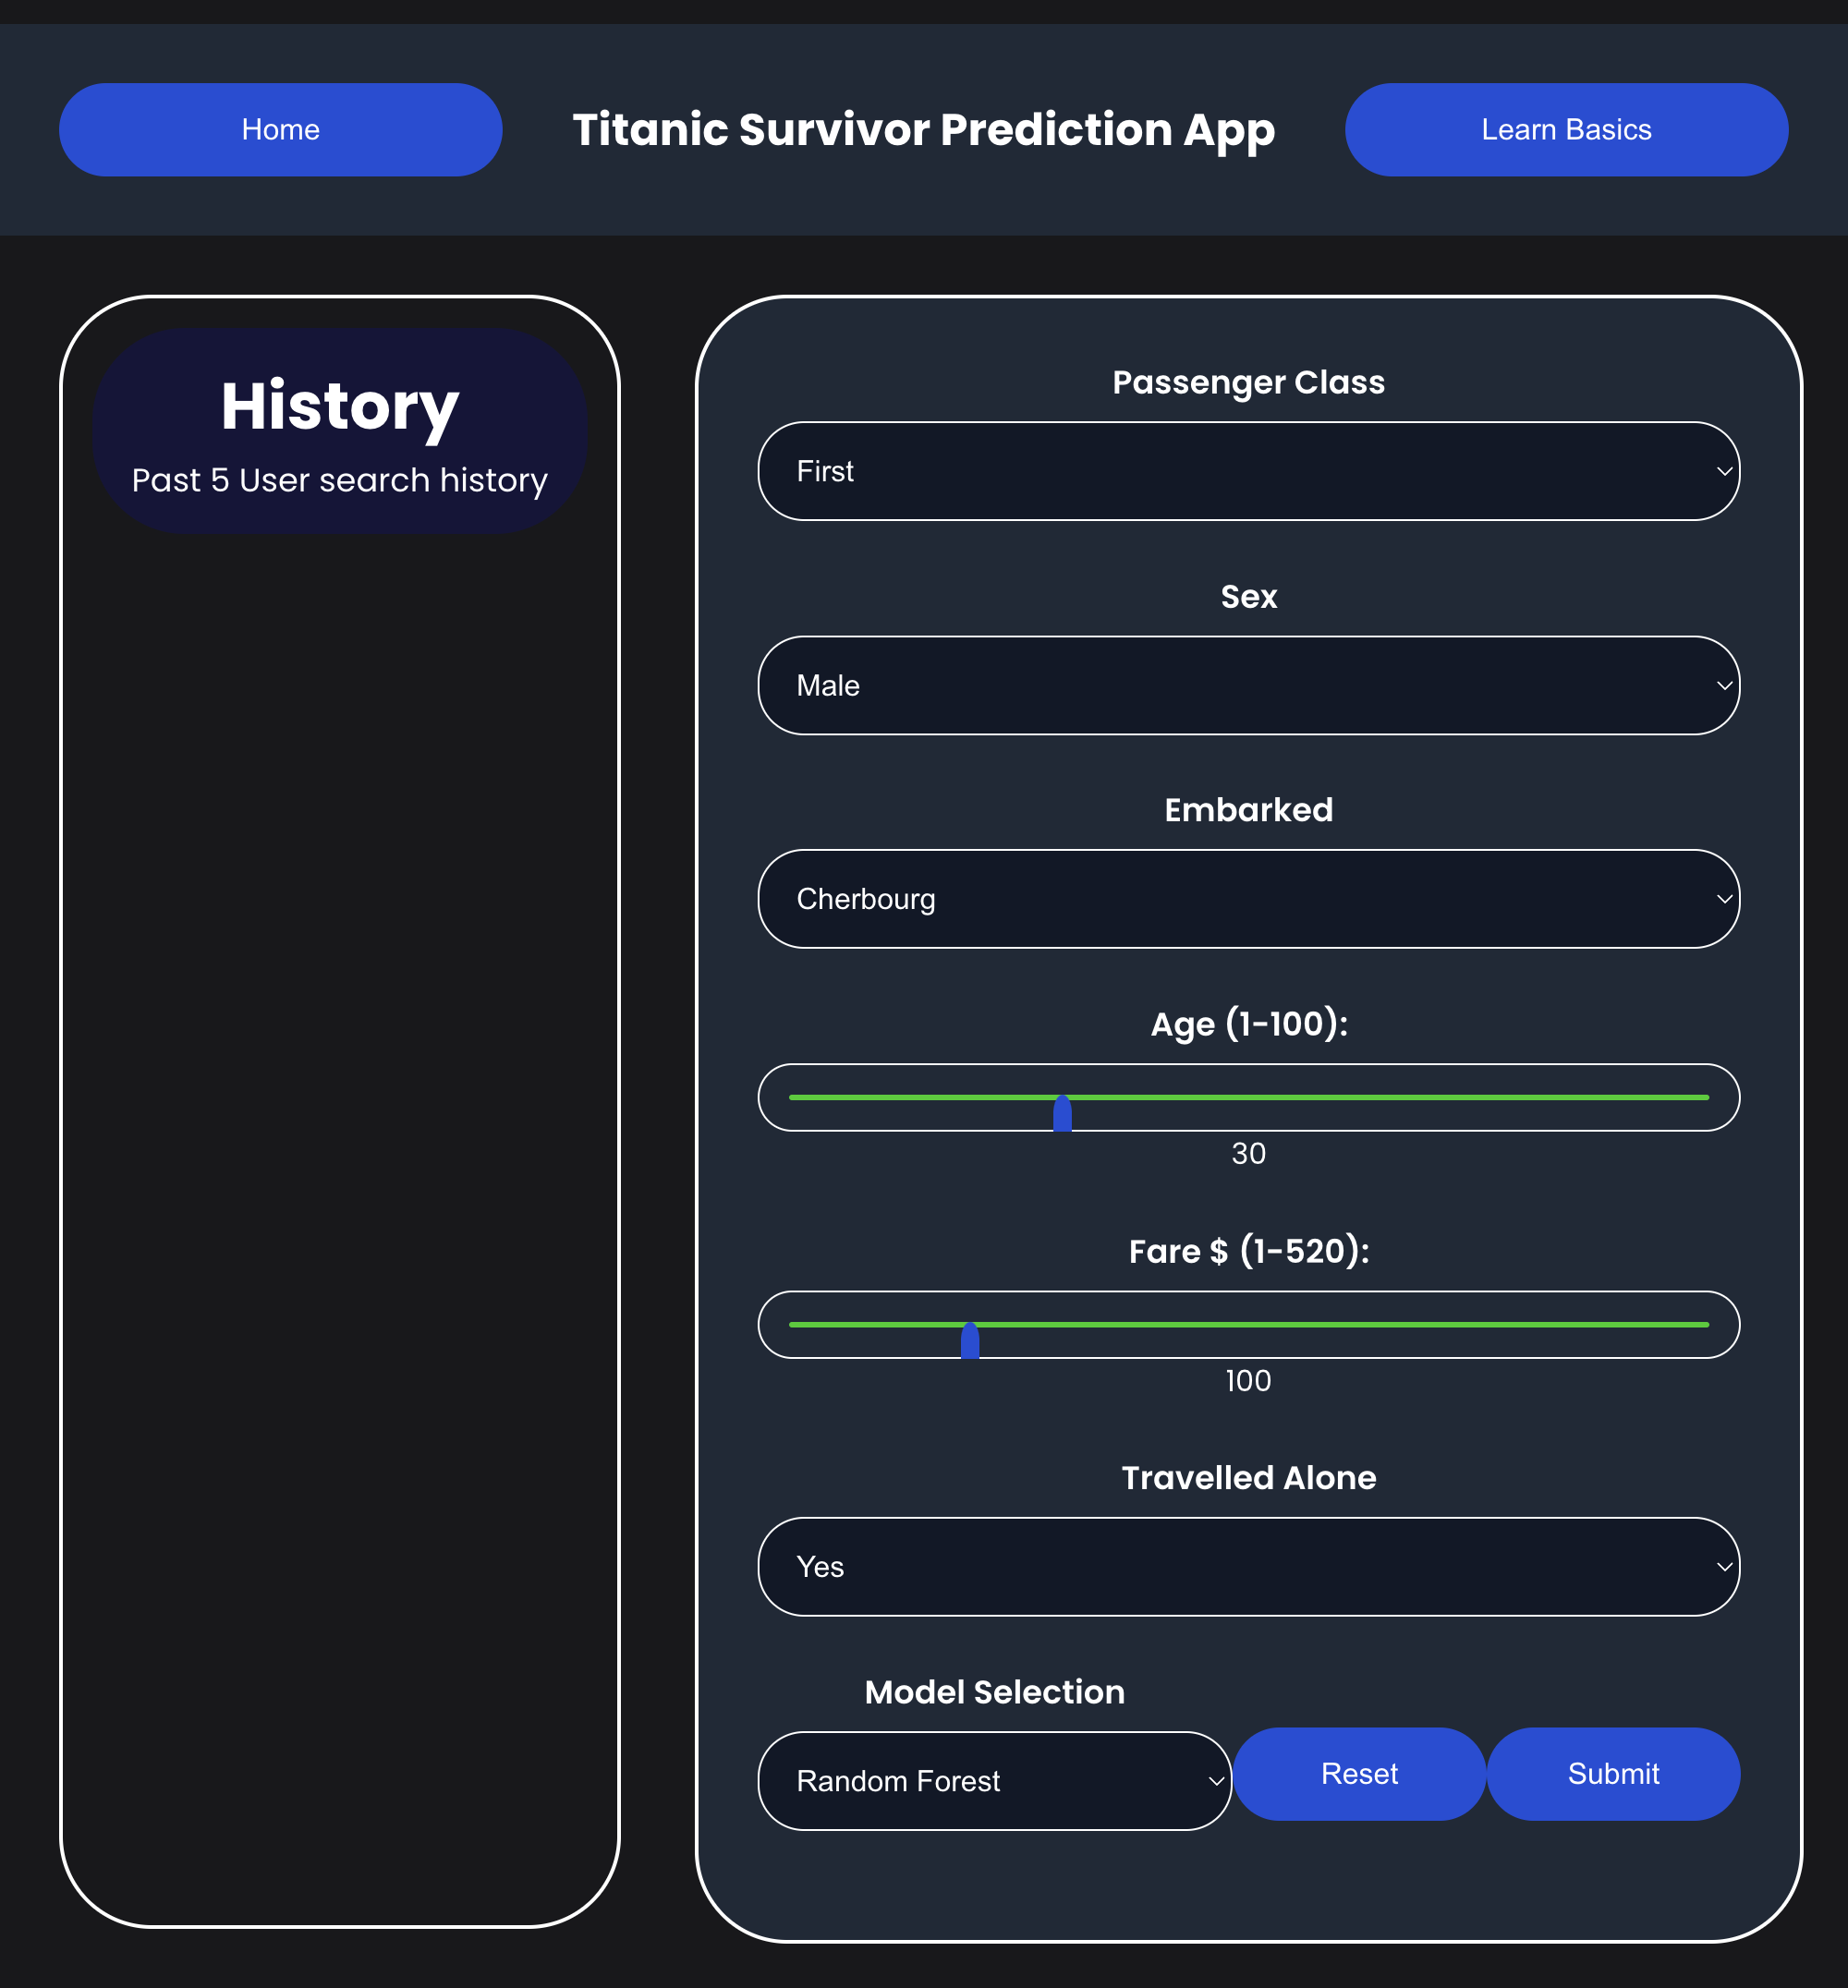 Home
Titanic Survivor Prediction App
Learn Basics
History
Past 5 User search history
Passenger Class
First
Sex
Male
Embarked
Cherbourg
Age (1-100):
30
Fare $ (1-520):
100
Travelled Alone
Yes
Model Selection
Random Forest
Reset
Submit